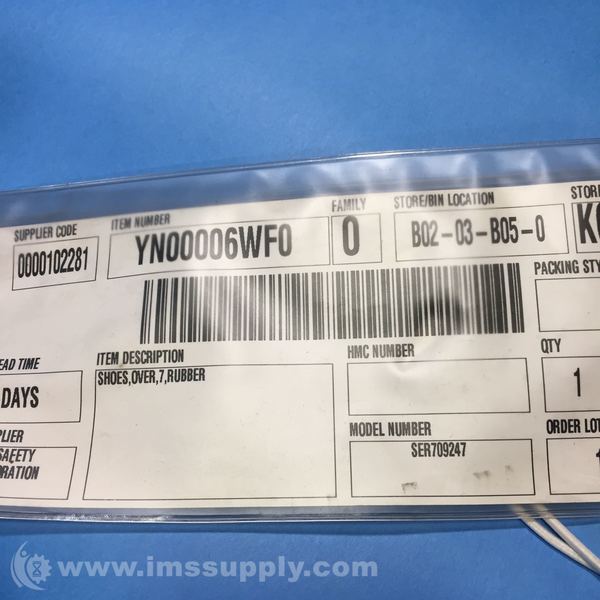 SUPPLIER CODE
0000102281
ITEM NUMBER
YN00006WF0
FAMILY
0
STORE/BIN LOCATION
B02-03-B05-0
STOR
K
PACKING STY
EAD TIME
DAYS
ITEM DESCRIPTION
SHOES,OVER,7,RUBBER
HMC NUMBER
QTY
1
PLIER
SAFETY
RATION
MODEL NUMBER
SER709247
ORDER LOT
www.imssupply.com